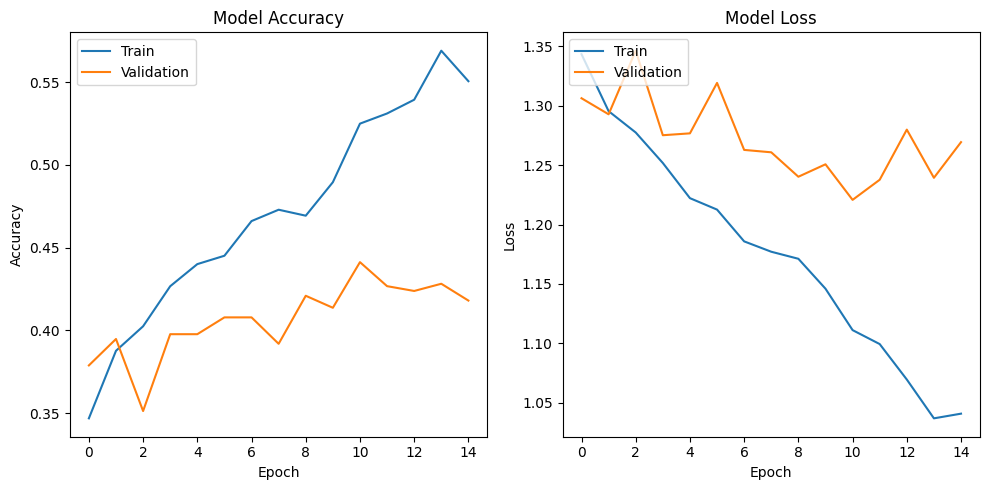 Model Accuracy
Train
Validation
0.55
0.50
0.45
0.40
0.35
Accuracy
0 2 4 6 8 10 12 14
Epoch
Model Loss
Train
Validation
1.35
1.30
1.25
1.20
1.15
1.10
1.05
Loss
0 2 4 6 8 10 12 14
Epoch